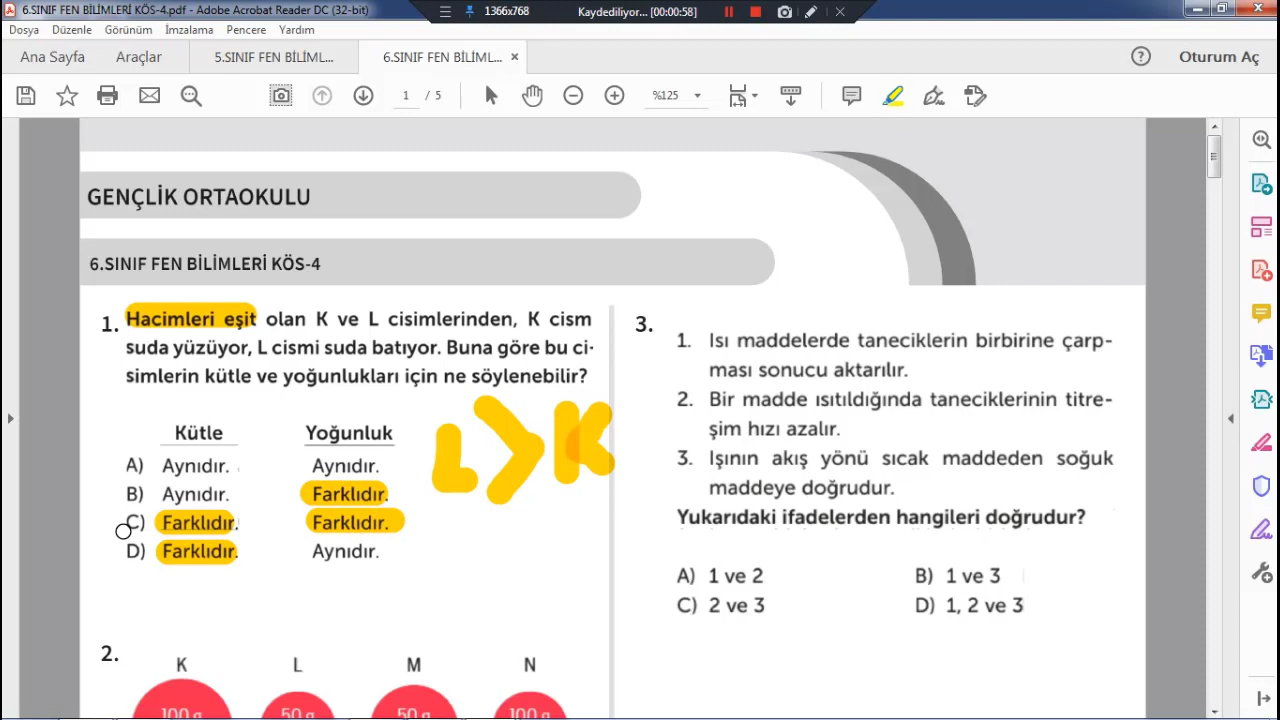 6.SINIF FEN BİLİMLERİ KÖS-4.pdf - Adobe Acrobat Reader DC (32-bit)
1366x768
Kaydediliyor... [00:00:58]
Dosya Düzenle Görünüm İmzalama Pencere Yardım
Ana Sayfa Araçlar 5.SINIF FEN BİLİML... 6.SINIF FEN BİLİML... × Oturum Aç
1 / 5 %125
GENÇLİK ORTAOKULU
6.SINIF FEN BİLİMLERİ KÖS-4
1. Hacimleri eşit olan K ve L cisimlerinden, K cism
suda yüzüyor, L cismi suda batıyor. Buna göre bu ci-
simlerin kütle ve yoğunlukları için ne söylenebilir?
L > K
Kütle Yoğunluk
A) Aynıdır. Aynıdır.
B) Aynıdır. Farklıdır.
C) Farklıdır. Farklıdır.
D) Farklıdır. Aynıdır.
2.
K L M N
100 g 50 g 50 g 100 g
3.
1. Isı maddelerde taneciklerin birbirine çarp-
ması sonucu aktarılır.
2. Bir madde ısıtıldığında taneciklerinin titre-
şim hızı azalır.
3. Işının akış yönü sıcak maddeden soğuk
maddeye doğrudur.
Yukarıdaki ifadelerden hangileri doğrudur?
A) 1 ve 2 B) 1 ve 3
C) 2 ve 3 D) 1, 2 ve 3